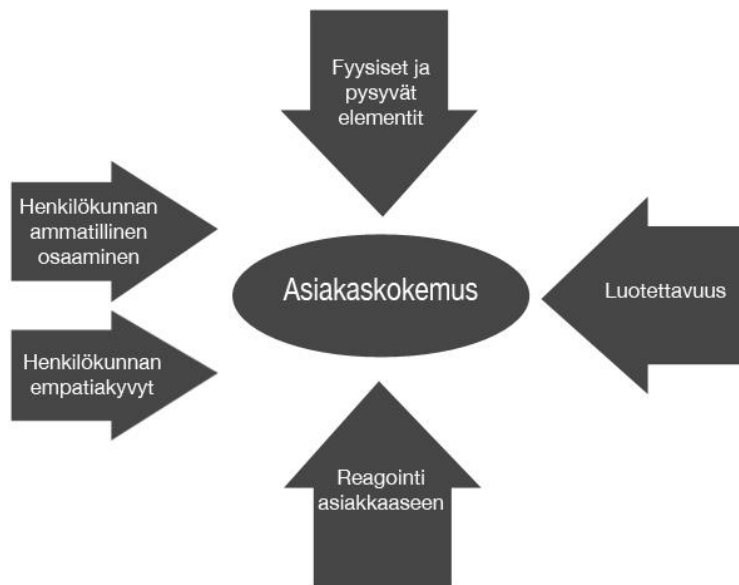 Fyysiset ja
pysyvät
elementit
Henkilökunnan
ammatillinen
osaaminen
Asiakaskokemus
Luotettavuus
Henkilökunnan
empatiakyvyt
Reagointi
asiakkaaseen